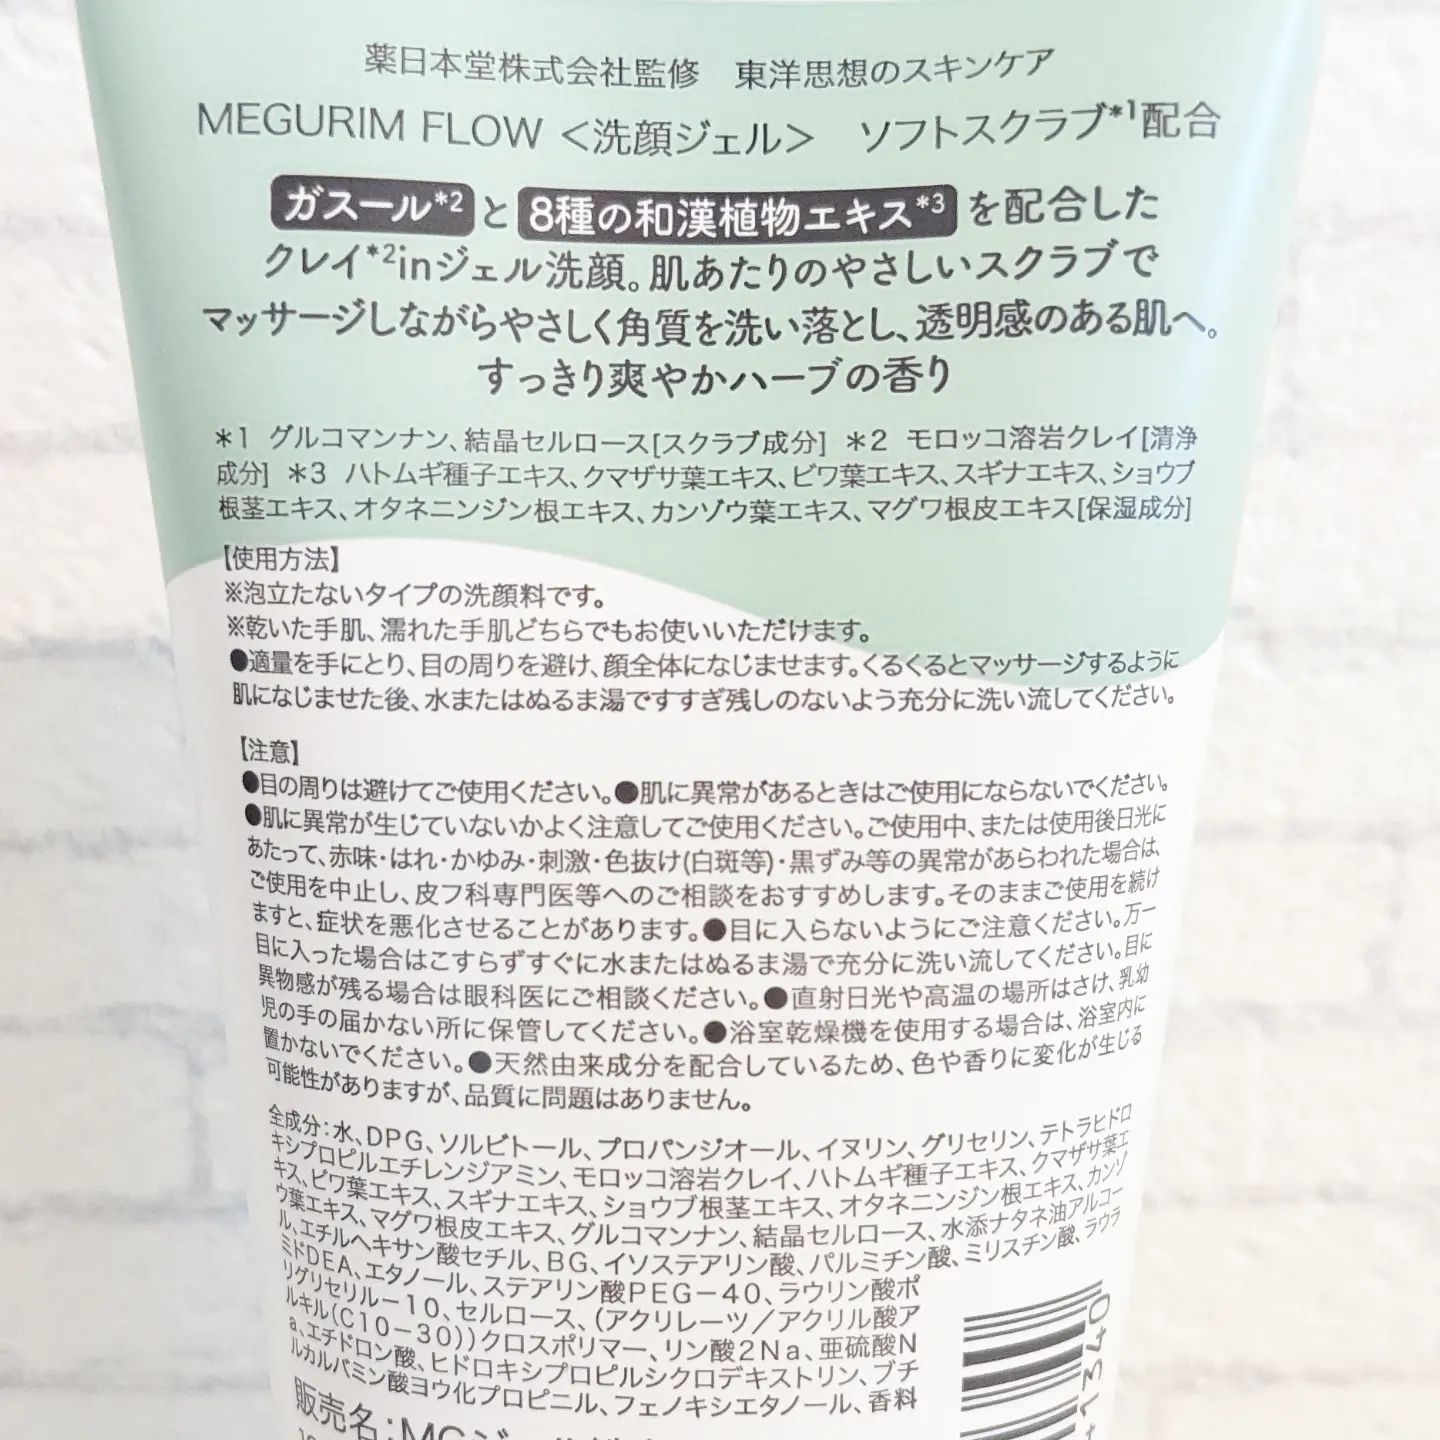 薬日本堂株式会社監修 東洋思想のスキンケア
MEGURIM FLOW <洗顔ジェル> ソフトスクラブ*1配合
ガスール*2 と 8種の和漢植物エキス*3 を配合した
クレイ*2inジェル洗顔。肌あたりのやさしいスクラブで
マッサージしながらやさしく角質を洗い落とし、透明感のある肌へ。
すっきり爽やかハーブの香り
*1 グルコマンナン、結晶セルロース[スクラブ成分] *2 モロッコ溶岩クレイ[清浄
成分] *3 ハトムギ種子エキス、クマザサ葉エキス、ビワ葉エキス、スギナエキス、ショウブ
根茎エキス、オタネニンジン根エキス、カンゾウ葉エキス、マグワ根皮エキス[保湿成分]
【使用方法】
※泡立たないタイプの洗顔料です。
※乾いた手肌、濡れた手肌どちらでもお使いいただけます。
●適量を手にとり、目の周りを避け、顔全体になじませます。くるくるとマッサージするように
肌になじませた後、水またはぬるま湯ですすぎ残しのないよう充分に洗い流してください。
【注意】
●目の周りは避けてご使用ください。●肌に異常があるときはご使用にならないでください。
●肌に異常が生じていないかよく注意してご使用ください。ご使用中、または使用後日光に
あたって、赤味・はれ・かゆみ・刺激・色抜け(白斑等)・黒ずみ等の異常があらわれた場合は、
ご使用を中止し、皮フ科専門医等へのご相談をおすすめします。そのままご使用を続け
ますと、症状を悪化させることがあります。●目に入らないようにご注意ください。万一
目に入った場合はこすらずすぐに水またはぬるま湯で充分に洗い流してください。目に
異物感が残る場合は眼科医にご相談ください。●直射日光や高温の場所はさけ、乳幼
児の手の届かない所に保管してください。●浴室乾燥機を使用する場合は、浴室内に
置かないでください。●天然由来成分を配合しているため、色や香りに変化が生じる
可能性がありますが、品質に問題はありません。
全成分:水、DPG、ソルビトール、プロパンジオール、イヌリン、グリセリン、テトラヒドロ
キシプロピルエチレンジアミン、モロッコ溶岩クレイ、ハトムギ種子エキス、クマザサ葉エ
キス、ビワ葉エキス、スギナエキス、ショウブ根茎エキス、オタネニンジン根エキス、カンゾ
ウ葉エキス、マグワ根皮エキス、グルコマンナン、結晶セルロース、水添ナタネ油アルコー
ル、エチルヘキサン酸セチル、BG、イソステアリン酸、パルミチン酸、ミリスチン酸、ラウラ
ミドDEA、エタノール、ステアリン酸PEG-40、ラウリン酸ポ
リグリセリル-10、セルロース、(アクリレーツ/アクリル酸ア
ルキル(C10-30))クロスポリマー、リン酸2Na、亜硫酸N
a、エチドロン酸、ヒドロキシプロピルシクロデキストリン、ブチ
ルカルバミン酸ヨウ化プロピニル、フェノキシエタノール、香料
販売名:MGジェル